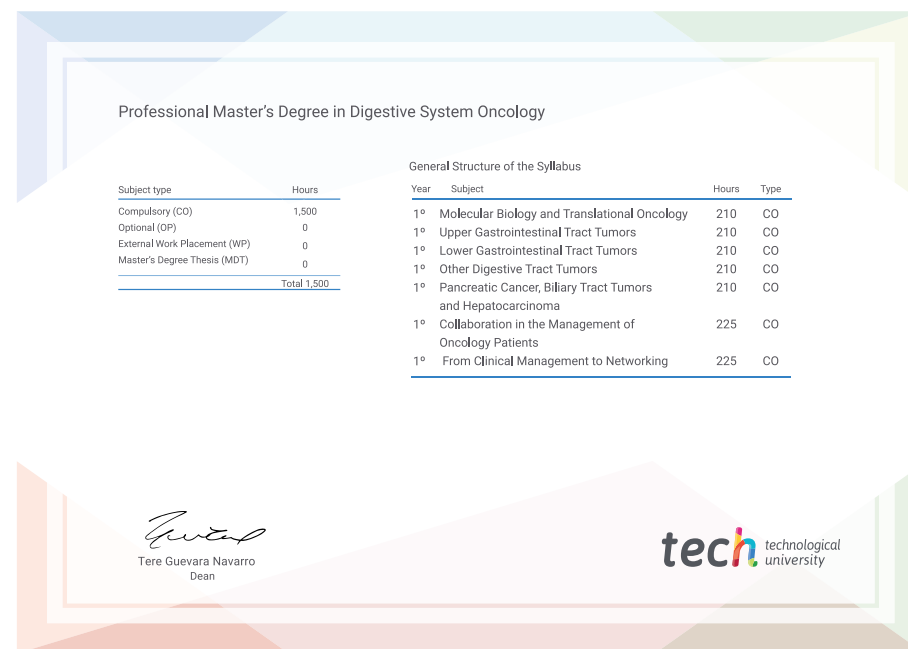 Professional Master's Degree in Digestive System Oncology
Subject type Hours
Compulsory (CO) 1,500
Optional (OP) 0
External Work Placement (WP) 0
Master's Degree Thesis (MDT) 0
Total 1,500
General Structure of the Syllabus
Year Subject Hours Type
1º Molecular Biology and Translational Oncology 210 CO
1º Upper Gastrointestinal Tract Tumors 210 CO
1º Lower Gastrointestinal Tract Tumors 210 CO
1º Other Digestive Tract Tumors 210 CO
1º Pancreatic Cancer, Biliary Tract Tumors 210 CO
and Hepatocarcinoma
1º Collaboration in the Management of 225 CO
Oncology Patients
1º From Clinical Management to Networking 225 CO
Tere Guevara Navarro
Dean
tech technological
university